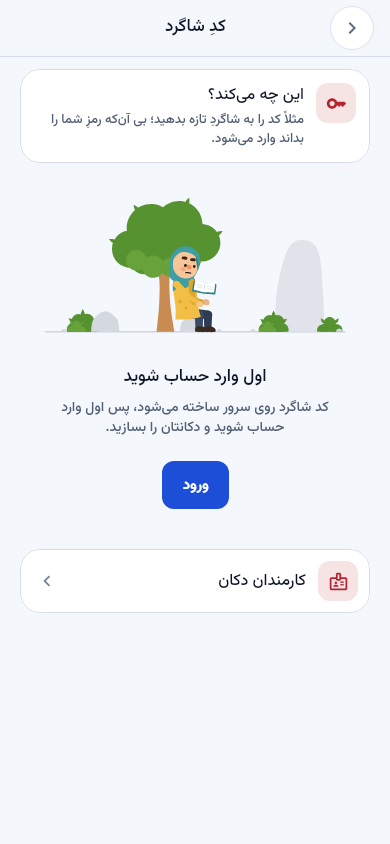 کدِ شاگرد
این چه می‌کند؟
مثلاً کد را به شاگردِ تازه بدهید؛ بی آن‌که رمزِ شما را
بداند وارد می‌شود.
اول وارد حساب شوید
کد شاگرد روی سرور ساخته می‌شود، پس اول وارد
حساب شوید و دکانتان را بسازید.
ورود
کارمندان دکان